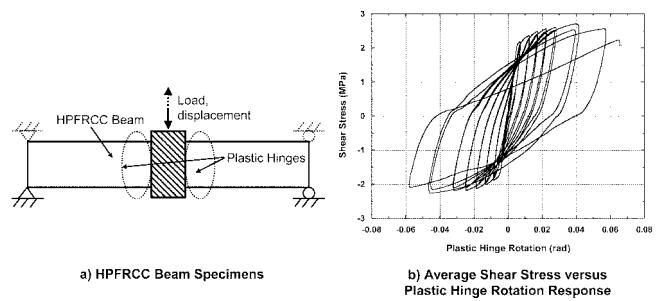 Load,
displacement
HPFRCC Beam
Plastic Hinges
a) HPFRCC Beam Specimens
3
2
1
0
-1
-2
-3
Shear Stress (MPa)
-0.08 -0.06 -0.04 -0.02 0 0.02 0.04 0.06 0.08
Plastic Hinge Rotation (rad)
b) Average Shear Stress versus
Plastic Hinge Rotation Response